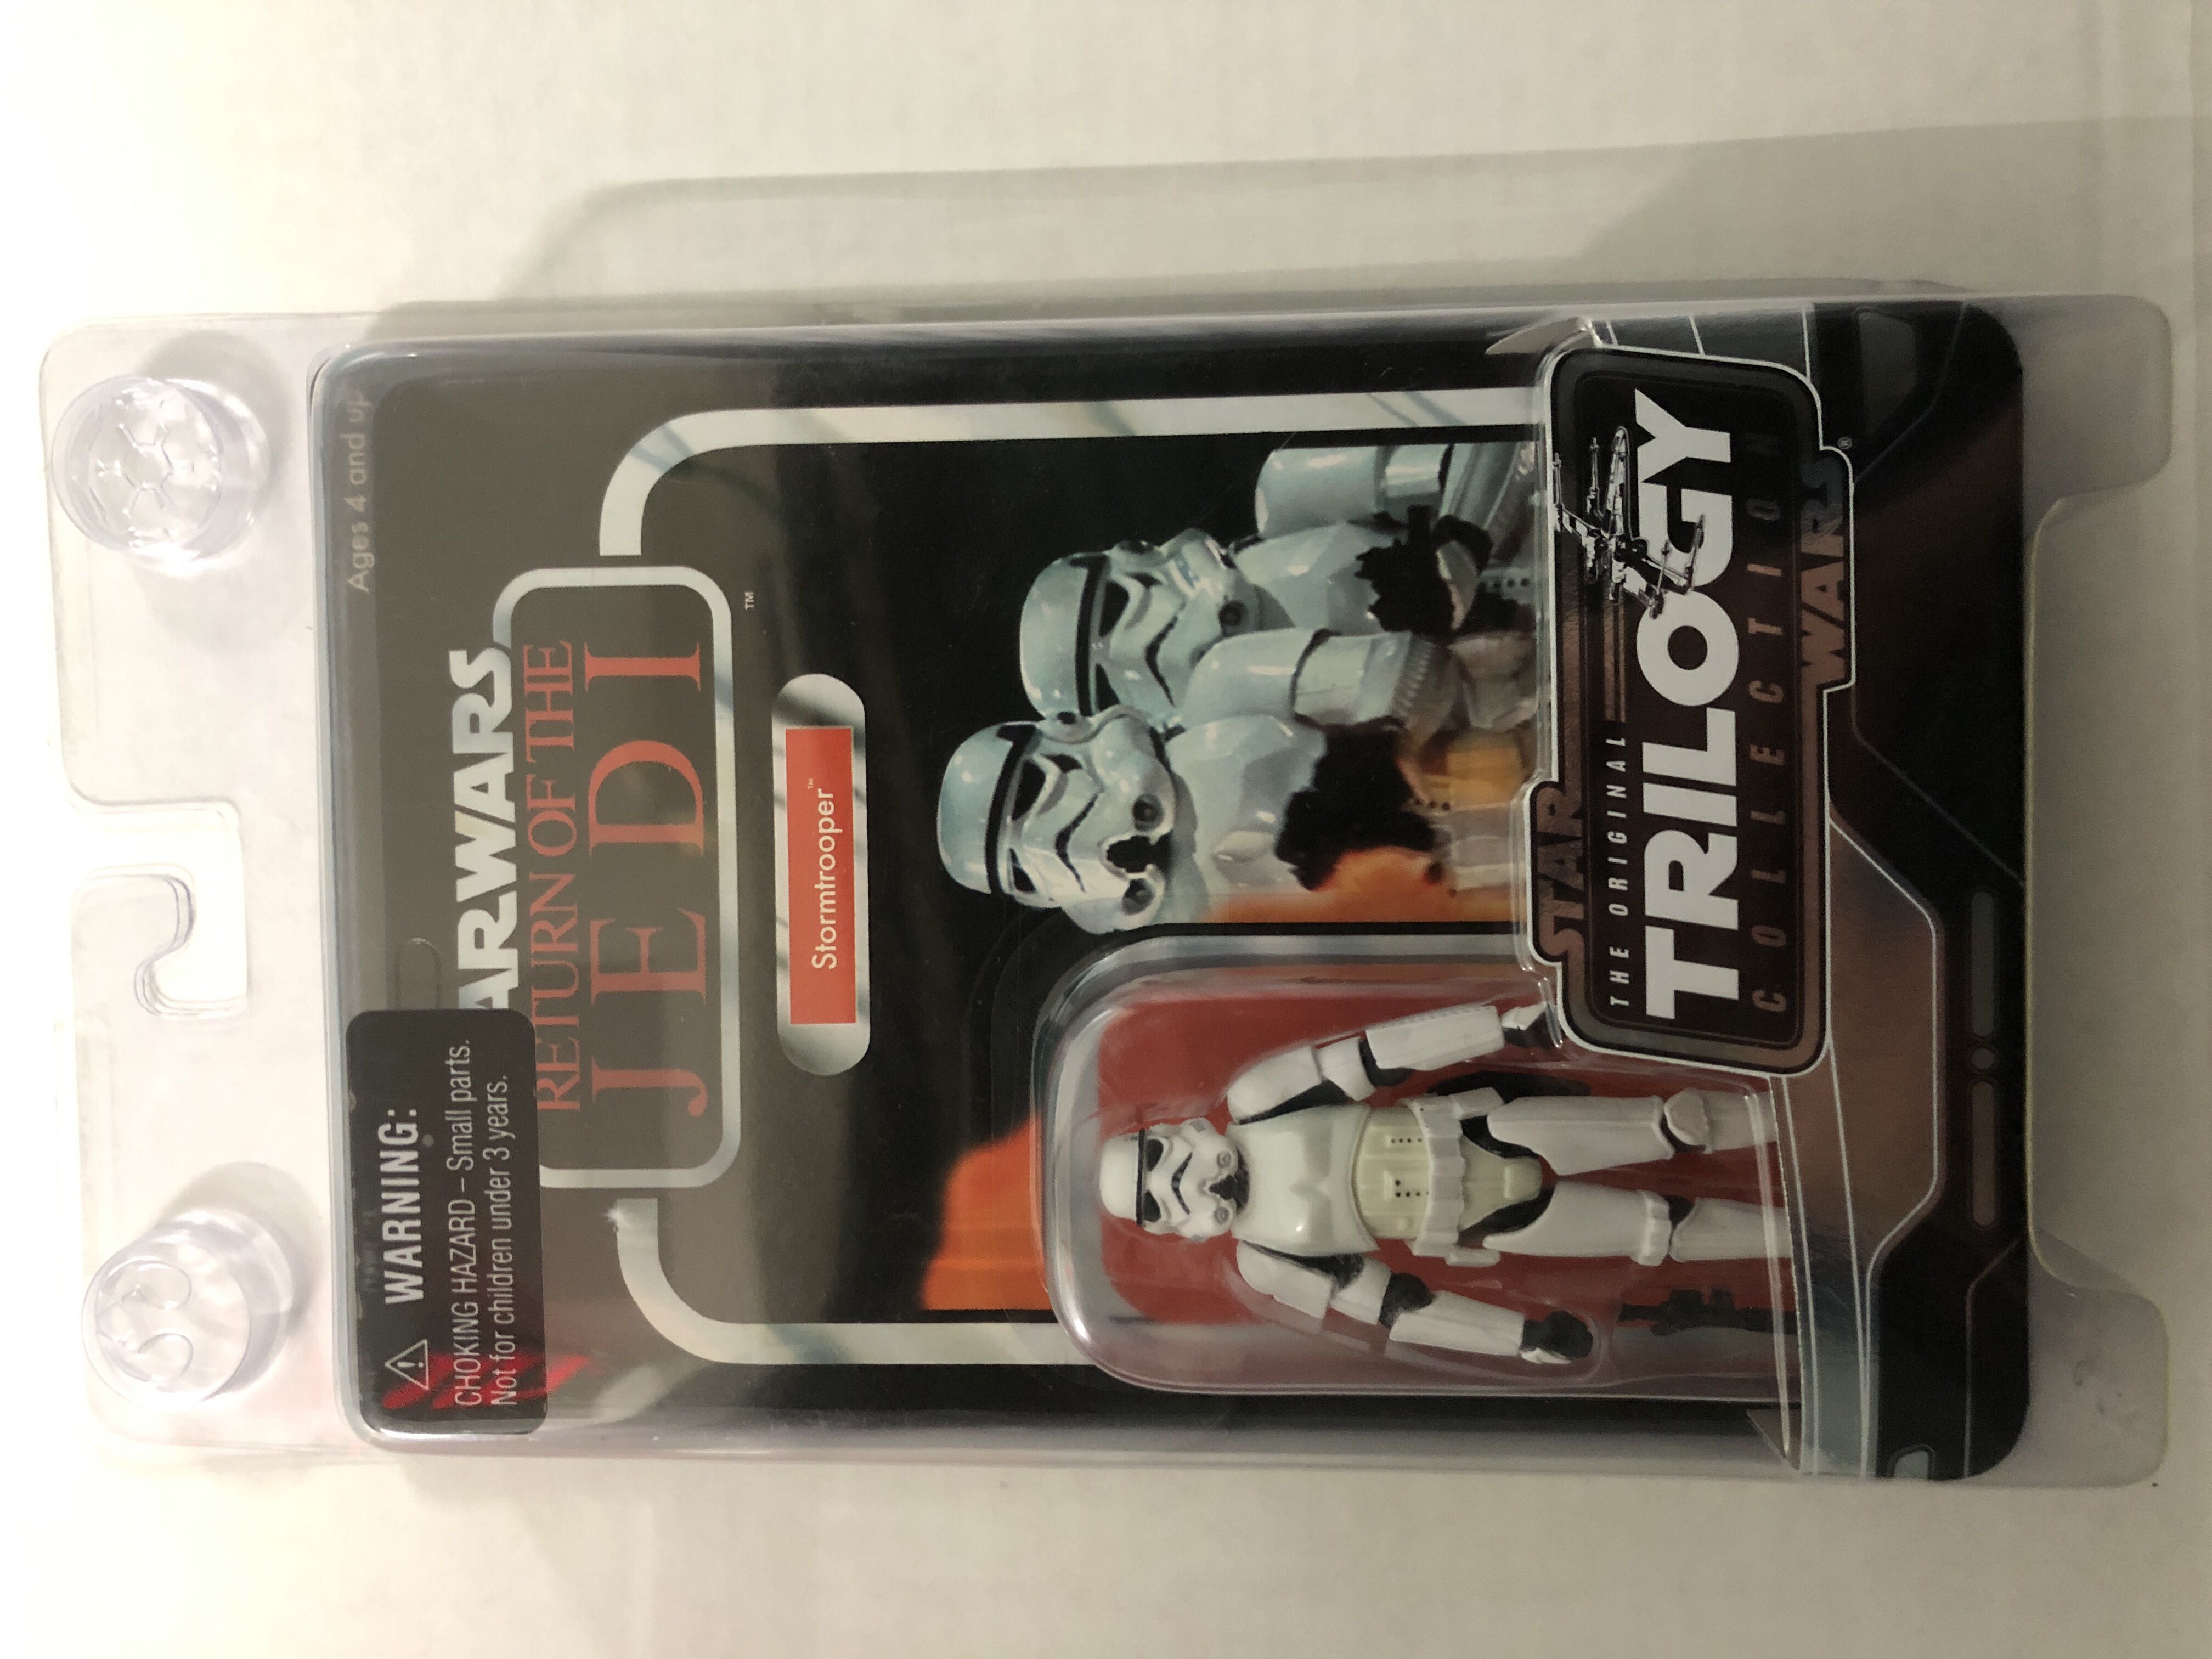 Ages 4 and up
⚠ WARNING:
CHOKING HAZARD – Small parts.
Not for children under 3 years.
ARWARS
RETURN OF THE
JEDI
TM
Stormtrooper™
STAR
THE ORIGINAL
TRILOGY
COLLECTION
WARS®